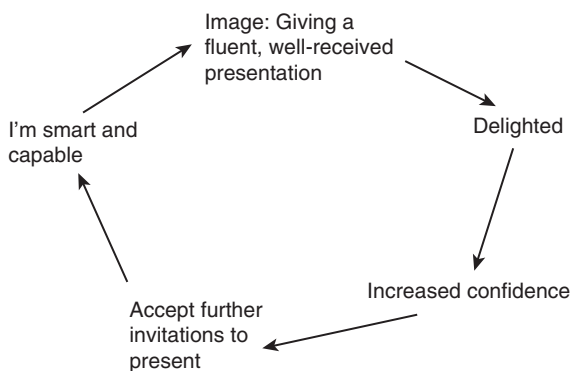 Image: Giving a
fluent, well-received
presentation
Delighted
Increased confidence
Accept further
invitations to
present
I'm smart and
capable